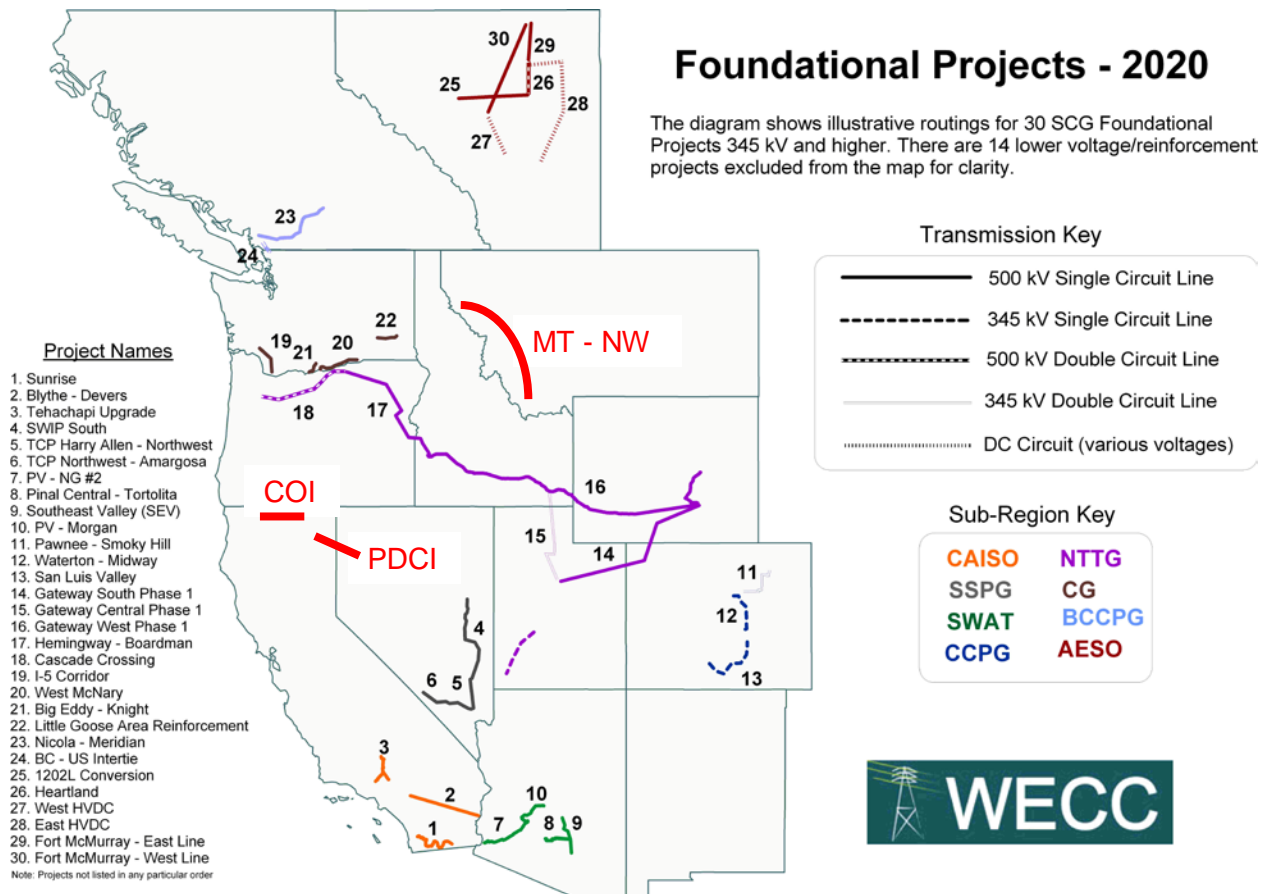 Foundational Projects - 2020
The diagram shows illustrative routings for 30 SCG Foundational
Projects 345 kV and higher. There are 14 lower voltage/reinforcement
projects excluded from the map for clarity.
Transmission Key
500 kV Single Circuit Line
345 kV Single Circuit Line
500 kV Double Circuit Line
345 kV Double Circuit Line
DC Circuit (various voltages)
Sub-Region Key
CAISO NTTG
SSPG CG
SWAT BCCPG
CCPG AESO
WECC
Project Names
1. Sunrise
2. Blythe - Devers
3. Tehachapi Upgrade
4. SWIP South
5. TCP Harry Allen - Northwest
6. TCP Northwest - Amargosa
7. PV - NG #2
8. Pinal Central - Tortolita
9. Southeast Valley (SEV)
10. PV - Morgan
11. Pawnee - Smoky Hill
12. Waterton - Midway
13. San Luis Valley
14. Gateway South Phase 1
15. Gateway Central Phase 1
16. Gateway West Phase 1
17. Hemingway - Boardman
18. Cascade Crossing
19. I-5 Corridor
20. West McNary
21. Big Eddy - Knight
22. Little Goose Area Reinforcement
23. Nicola - Meridian
24. BC - US Intertie
25. 1202L Conversion
26. Heartland
27. West HVDC
28. East HVDC
29. Fort McMurray - East Line
30. Fort McMurray - West Line
Note: Projects not listed in any particular order
30
29
25
26
28
27
23
24
22
19
21
20
MT - NW
18
17
16
COI
PDCI
15
14
11
12
13
4
6
5
3
2
1
10
7
8
9